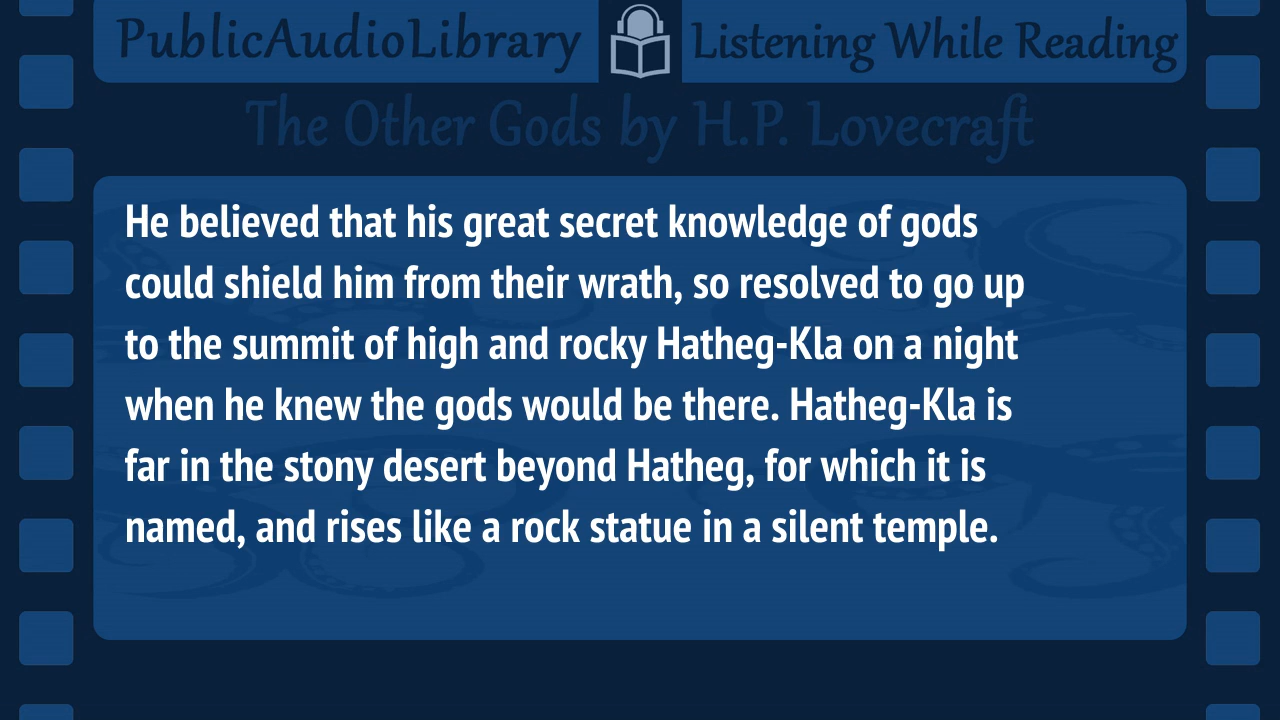 PublicAudioLibrary Listening While Reading
The Other Gods by H.P. Lovecraft
He believed that his great secret knowledge of gods
could shield him from their wrath, so resolved to go up
to the summit of high and rocky Hatheg-Kla on a night
when he knew the gods would be there. Hatheg-Kla is
far in the stony desert beyond Hatheg, for which it is
named, and rises like a rock statue in a silent temple.